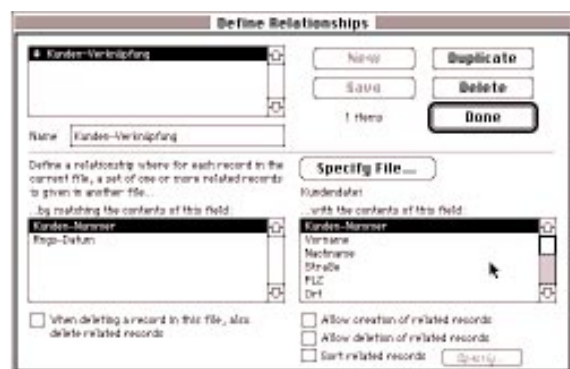 Define Relationships
Kunden-Verknüpfung
New
Duplicate
Save
Delete
1 items
Done
Name
Kunden-Verknüpfung
Define a relationship where for each record in the
current file, a set of one or more related records
is given in another file...
Specify File...
Kundendatei
...by matching the contents of this field:
...with the contents of this field:
Kunden-Nummer
Rngs-Datum
Kunden-Nummer
Vorname
Nachname
Straße
PLZ
Ort
When deleting a record in this file, also
delete related records
Allow creation of related records
Allow deletion of related records
Sort related records
Specify...